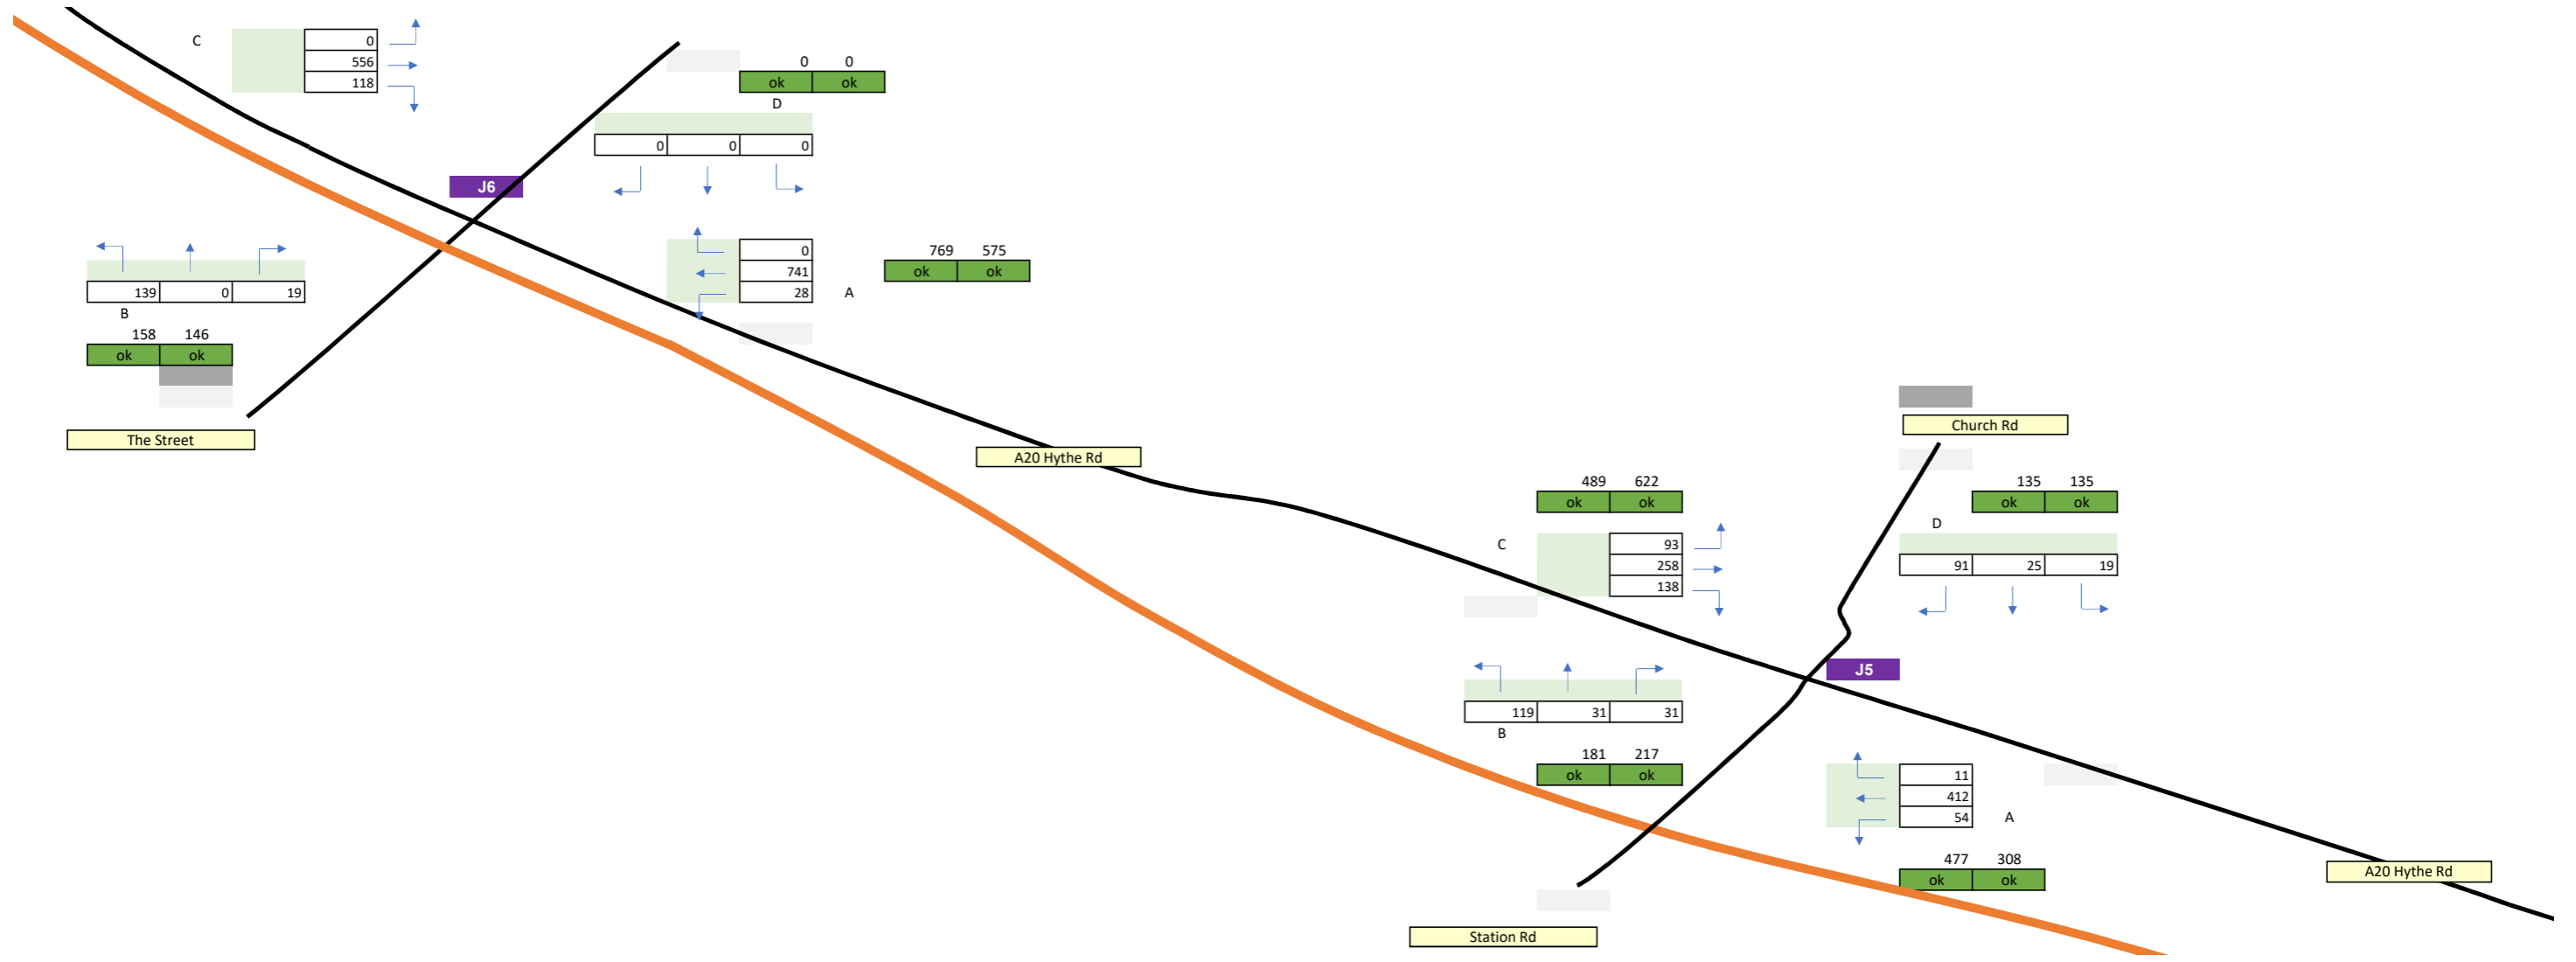 C
0
556
118
0 0
ok ok
D
0 0 0
J6
0
741
28
A
769 575
ok ok
139 0 19
B
158 146
ok ok
The Street
A20 Hythe Rd
Church Rd
489 622
ok ok
C
93
258
138
135 135
ok ok
D
91 25 19
J5
119 31 31
B
181 217
ok ok
11
412
54
A
477 308
ok ok
A20 Hythe Rd
Station Rd